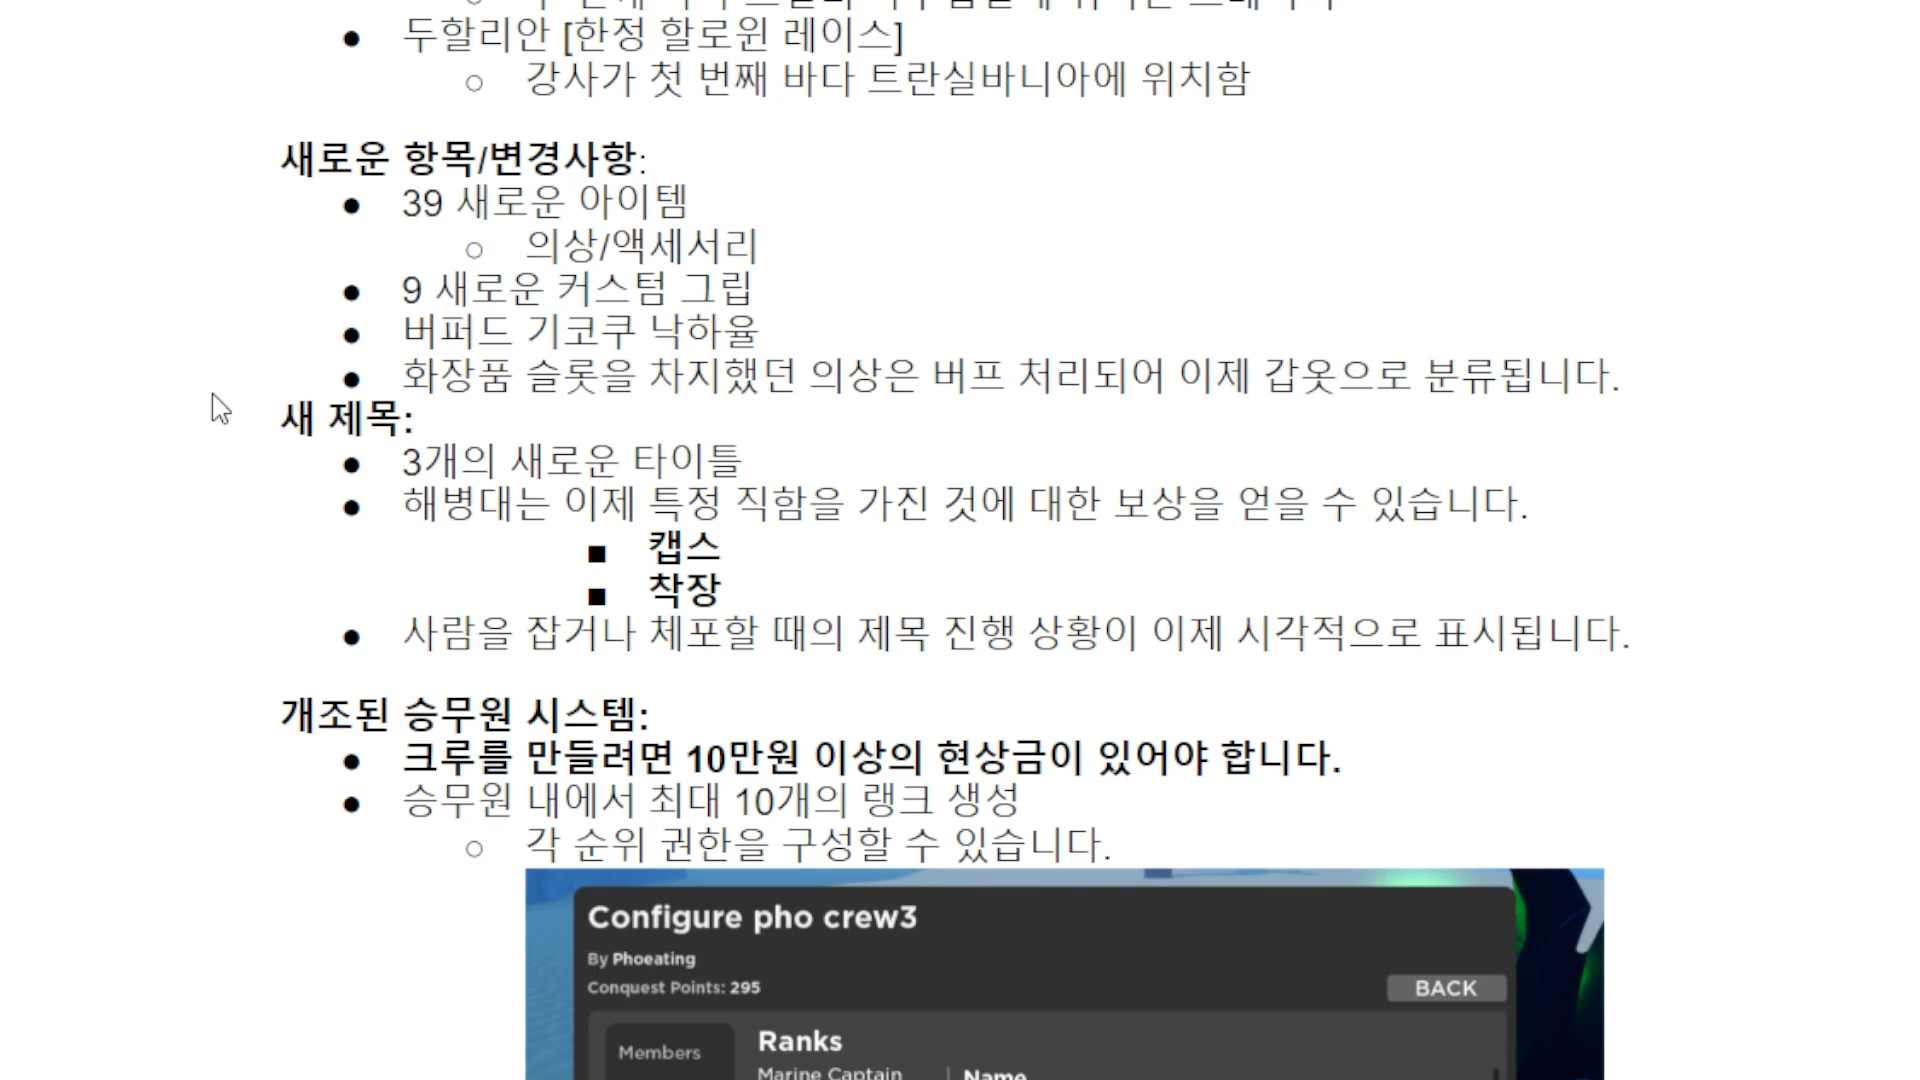 두할리안 [한정 할로윈 레이스]
강사가 첫 번째 바다 트란실바니아에 위치함
새로운 항목/변경사항:
39 새로운 아이템
의상/액세서리
9 새로운 커스텀 그립
버퍼드 기코쿠 낙하율
화장품 슬롯을 차지했던 의상은 버프 처리되어 이제 갑옷으로 분류됩니다.
새 제목:
3개의 새로운 타이틀
해병대는 이제 특정 직함을 가진 것에 대한 보상을 얻을 수 있습니다.
캡스
착장
사람을 잡거나 체포할 때의 제목 진행 상황이 이제 시각적으로 표시됩니다.
개조된 승무원 시스템:
크루를 만들려면 10만원 이상의 현상금이 있어야 합니다.
승무원 내에서 최대 10개의 랭크 생성
각 순위 권한을 구성할 수 있습니다.
Configure pho crew3
By Phoeating
Conquest Points: 295
BACK
Ranks
Members
Marine Captain
Name